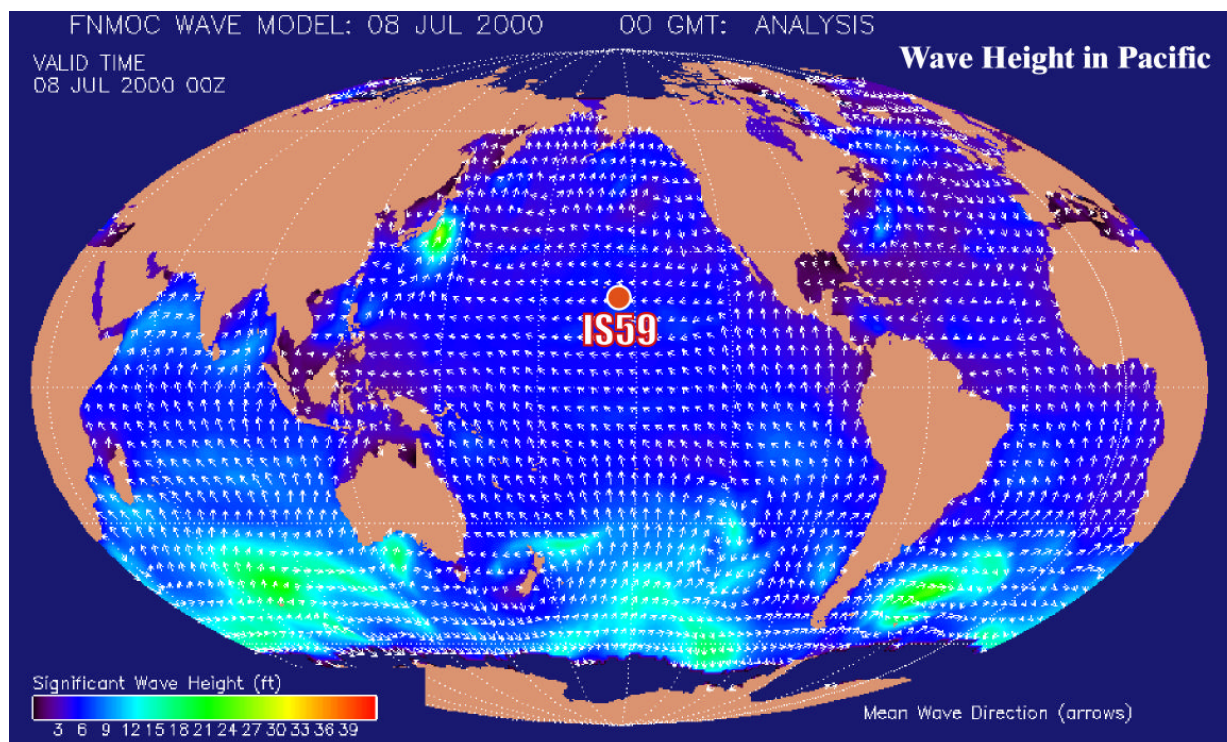 FNMOC WAVE MODEL: 08 JUL 2000 00 GMT: ANALYSIS
VALID TIME
08 JUL 2000 00Z
Wave Height in Pacific
IS59
Significant Wave Height (ft)
3 6 9 12 15 18 21 24 27 30 33 36 39
Mean Wave Direction (arrows)